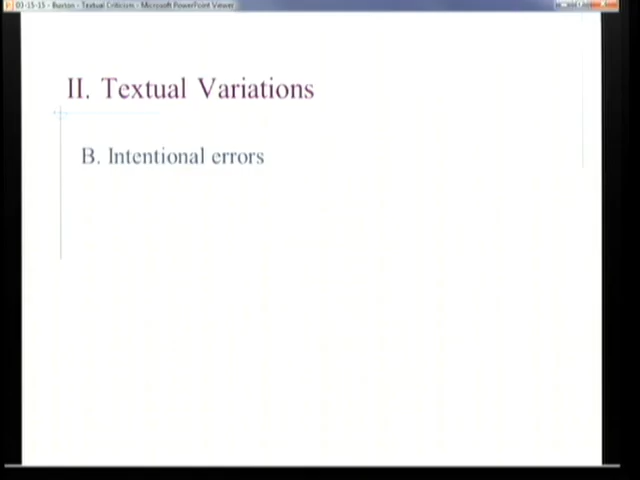 03-15-15 - Burton - Textual Criticism - Microsoft PowerPoint Viewer
II. Textual Variations
B. Intentional errors